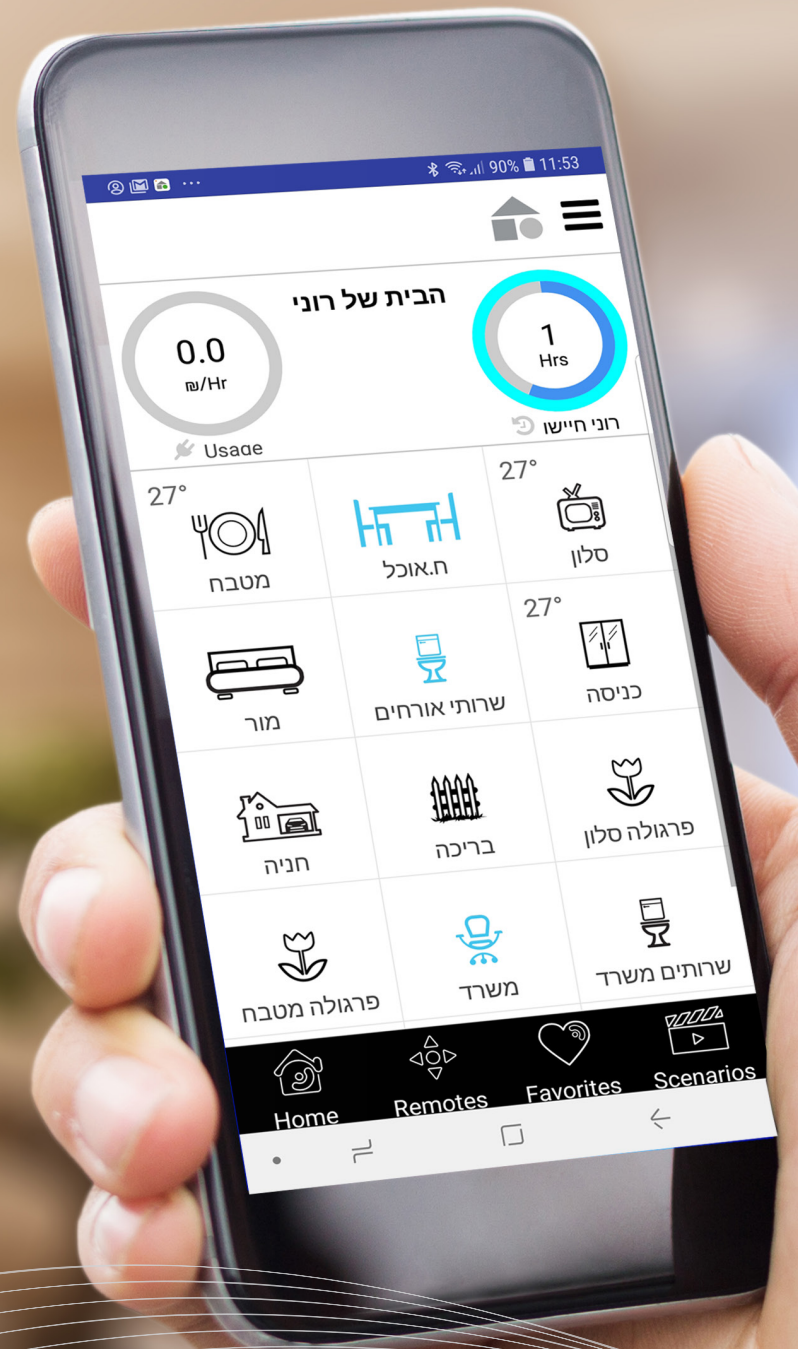 90% 11:53
הבית של רוני
1
Hrs
רוני חיישן
0.0
₪/Hr
Usage
27°
סלון
ח.אוכל
27°
מטבח
27°
כניסה
שרותי אורחים
מור
פרגולה סלון
בריכה
חניה
שרותים משרד
משרד
פרגולה מטבח
Home
Remotes
Favorites
Scenarios